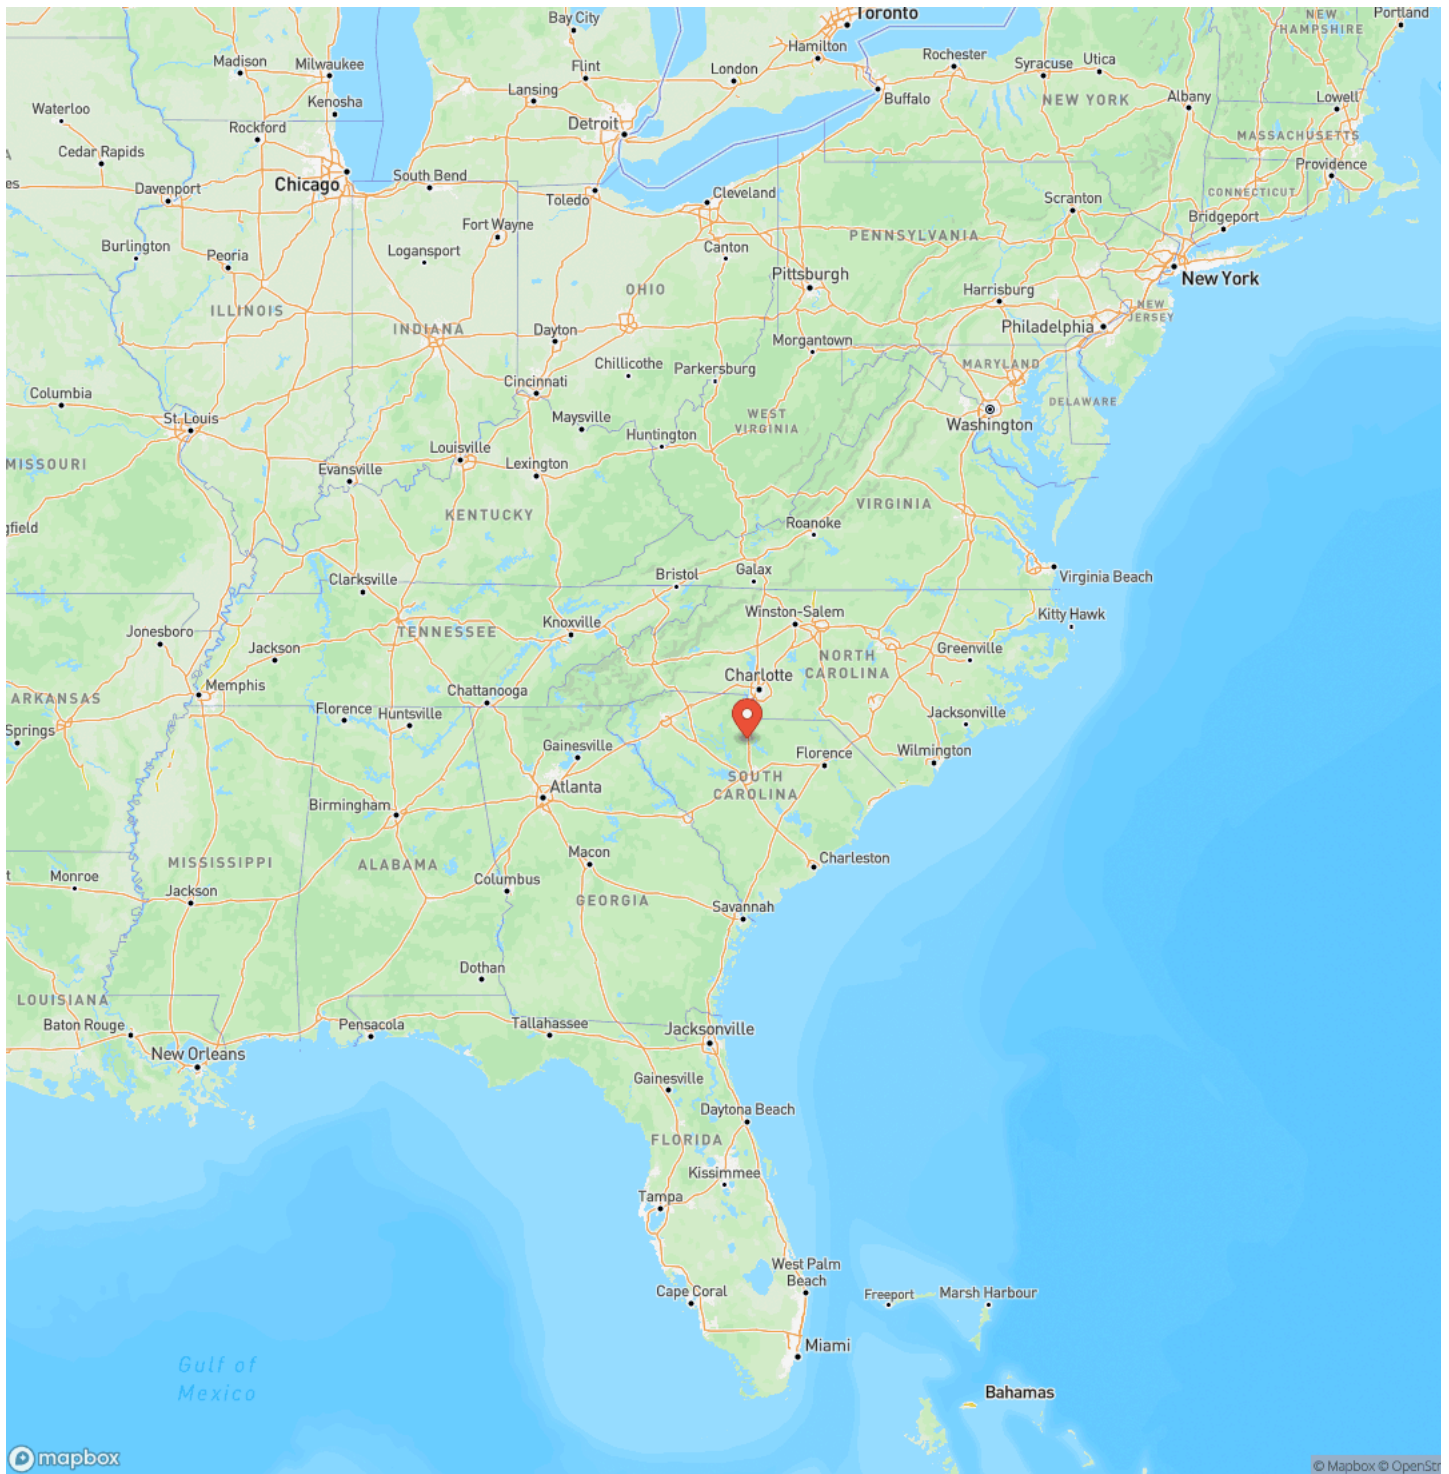 Toronto
Bay City
Portland
NEW
HAMPSHIRE
Hamilton
Madison
Milwaukee
Flint
London
Rochester
Syracuse
Utica
Lansing
Buffalo
NEW YORK
Albany
Lowell
Waterloo
Kenosha
Rockford
Detroit
MASSACHUSETTS
Cedar Rapids
Providence
Chicago
South Bend
Davenport
Toledo
Cleveland
Scranton
CONNECTICUT
Bridgeport
Fort Wayne
PENNSYLVANIA
Burlington
Peoria
Logansport
Canton
Pittsburgh
New York
Harrisburg
OHIO
ILLINOIS
INDIANA
Dayton
Philadelphia
NEW
JERSEY
Morgantown
Chillicothe
Parkersburg
MARYLAND
Columbia
Cincinnati
DELAWARE
St. Louis
Maysville
WEST
VIRGINIA
Washington
Huntington
Louisville
Lexington
MISSOURI
Evansville
KENTUCKY
VIRGINIA
gfield
Roanoke
Clarksville
Bristol
Galax
Virginia Beach
Jonesboro
TENNESSEE
Knoxville
Winston-Salem
Kitty Hawk
Jackson
NORTH
CAROLINA
Greenville
ARKANSAS
Memphis
Chattanooga
Charlotte
Springs
Florence
Huntsville
Jacksonville
Gainesville
Florence
Wilmington
SOUTH
CAROLINA
Atlanta
Birmingham
MISSISSIPPI
ALABAMA
Macon
Charleston
Monroe
Jackson
Columbus
GEORGIA
Savannah
Dothan
LOUISIANA
Baton Rouge
Pensacola
Tallahassee
Jacksonville
New Orleans
Gainesville
Daytona Beach
FLORIDA
Kissimmee
Tampa
West Palm
Beach
Cape Coral
Freeport
Marsh Harbour
Miami
Gulf of
Mexico
Bahamas
mapbox
© Mapbox © OpenStr